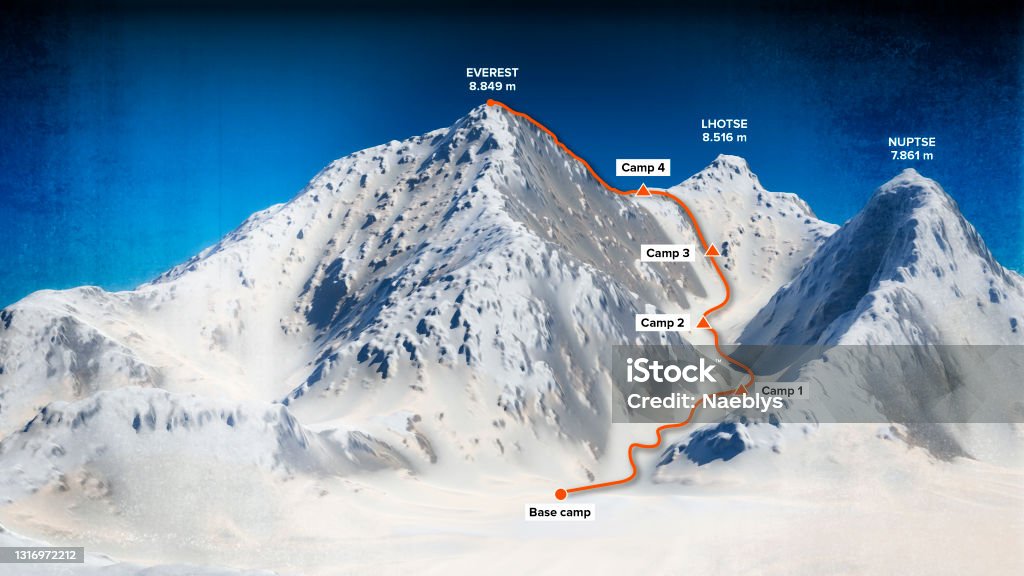 EVEREST
8.849 m
LHOTSE
8.516 m
NUPTSE
7.861 m
Camp 4
Camp 3
Camp 2
iStock
Credit: Naeblys
Camp 1
Base camp
1316972212